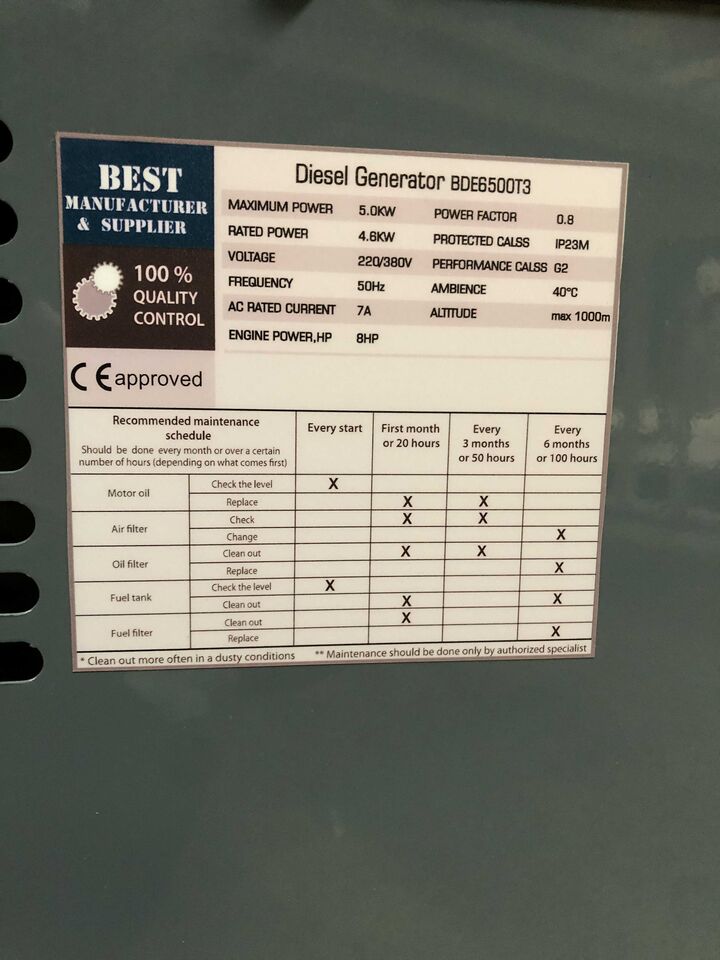 BEST
MANUFACTURER
& SUPPLIER
100 %
QUALITY
CONTROL
CE approved
Diesel Generator BDE6500T3
MAXIMUM POWER 5.0KW POWER FACTOR 0.8
RATED POWER 4.6KW PROTECTED CALSS IP23M
VOLTAGE 220/380V PERFORMANCE CALSS G2
FREQUENCY 50Hz AMBIENCE 40°C
AC RATED CURRENT 7A ALTITUDE max 1000m
ENGINE POWER,HP 8HP
Recommended maintenance
schedule
Should be done every month or over a certain
number of hours (depending on what comes first)
Every start
First month
or 20 hours
Every
3 months
or 50 hours
Every
6 months
or 100 hours
Motor oil
Check the level X
Replace X X
Air filter
Check X X
Change X
Oil filter
Clean out X X
Replace X
Fuel tank
Check the level X
Clean out X X
Fuel filter
Clean out X
Replace X
* Clean out more often in a dusty conditions ** Maintenance should be done only by authorized specialist